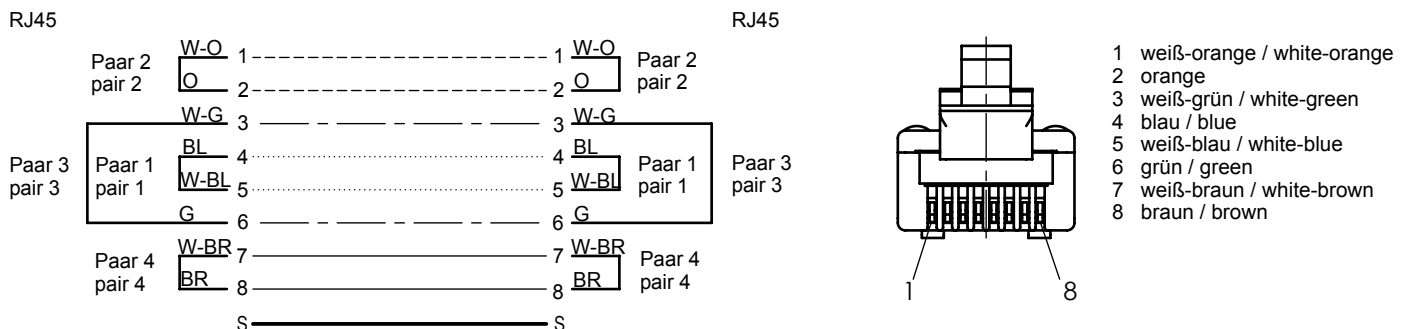 RJ45
RJ45
Paar 2
pair 2
W-O 1
1 W-O
Paar 2
pair 2
O 2
2 O
W-G 3
3 W-G
Paar 3
pair 3
Paar 1
pair 1
BL 4
4 BL
Paar 1
pair 1
Paar 3
pair 3
W-BL 5
5 W-BL
G 6
6 G
Paar 4
pair 4
W-BR 7
7 W-BR
Paar 4
pair 4
BR 8
8 BR
S
S
1
8
1 weiß-orange / white-orange
2 orange
3 weiß-grün / white-green
4 blau / blue
5 weiß-blau / white-blue
6 grün / green
7 weiß-braun / white-brown
8 braun / brown